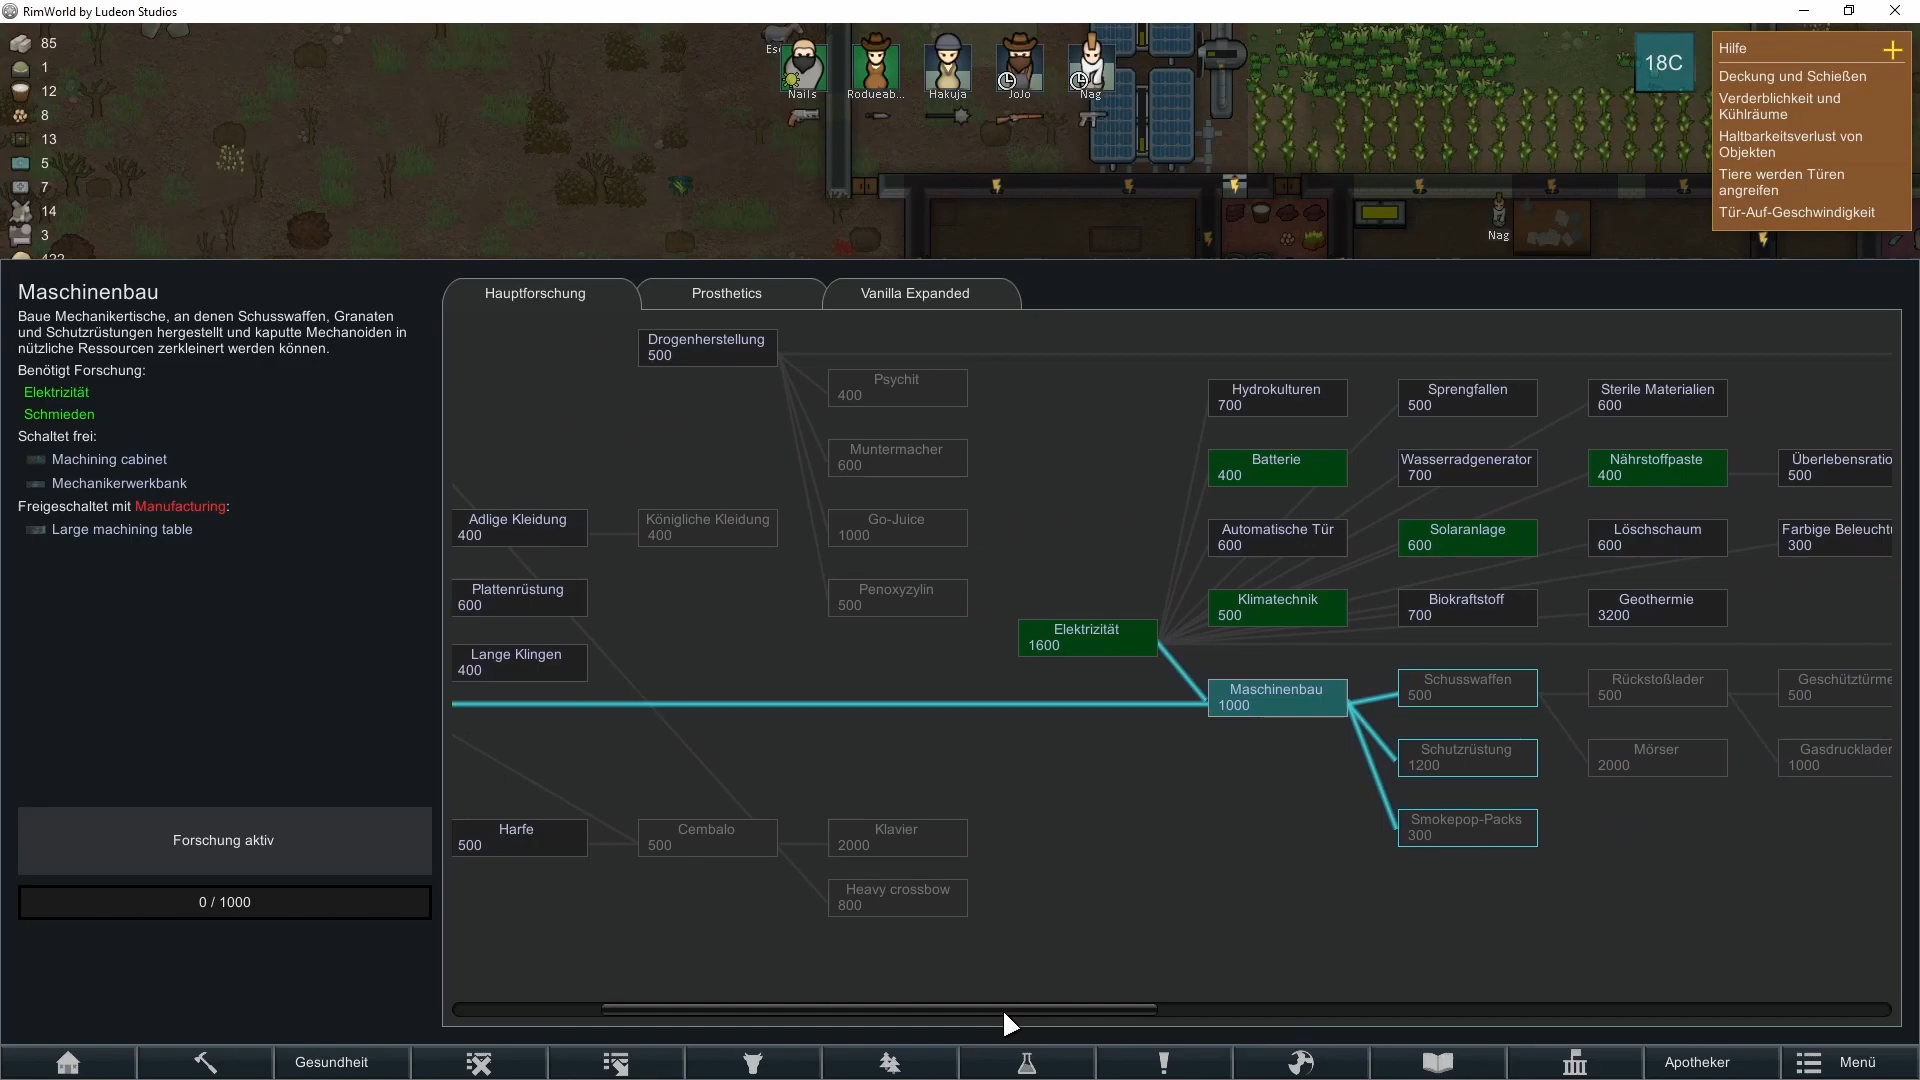 RimWorld by Ludeon Studios
85
1
12
8
13
5
7
14
3
Nails
Rodueab...
Hakuja
JoJo
Nag
18C
Hilfe
Deckung und Schießen
Verderblichkeit und
Kühlräume
Haltbarkeitsverlust von
Objekten
Tiere werden Türen
angreifen
Tür-Auf-Geschwindigkeit
Nag
Maschinenbau
Baue Mechanikertische, an denen Schusswaffen, Granaten
und Schutzrüstungen hergestellt und kaputte Mechanoiden in
nützliche Ressourcen zerkleinert werden können.
Benötigt Forschung:
Elektrizität
Schmieden
Schaltet frei:
Machining cabinet
Mechanikerwerkbank
Freigeschaltet mit Manufacturing:
Large machining table
Forschung aktiv
0 / 1000
Hauptforschung
Prosthetics
Vanilla Expanded
Drogenherstellung
500
Psychit
400
Hydrokulturen
700
Sprengfallen
500
Sterile Materialien
600
Muntermacher
600
Batterie
400
Wasserradgenerator
700
Nährstoffpaste
400
Überlebensratio
500
Adlige Kleidung
400
Königliche Kleidung
400
Go-Juice
1000
Automatische Tür
600
Solaranlage
600
Löschschaum
600
Farbige Beleucht
300
Plattenrüstung
600
Penoxyzylin
500
Klimatechnik
500
Biokraftstoff
700
Geothermie
3200
Elektrizität
1600
Lange Klingen
400
Maschinenbau
1000
Schusswaffen
500
Rückstoßlader
500
Geschütztürme
500
Schutzrüstung
1200
Mörser
2000
Gasdrucklader
1000
Harfe
500
Cembalo
500
Klavier
2000
Smokepop-Packs
300
Heavy crossbow
800
Gesundheit
Apotheker
Menü